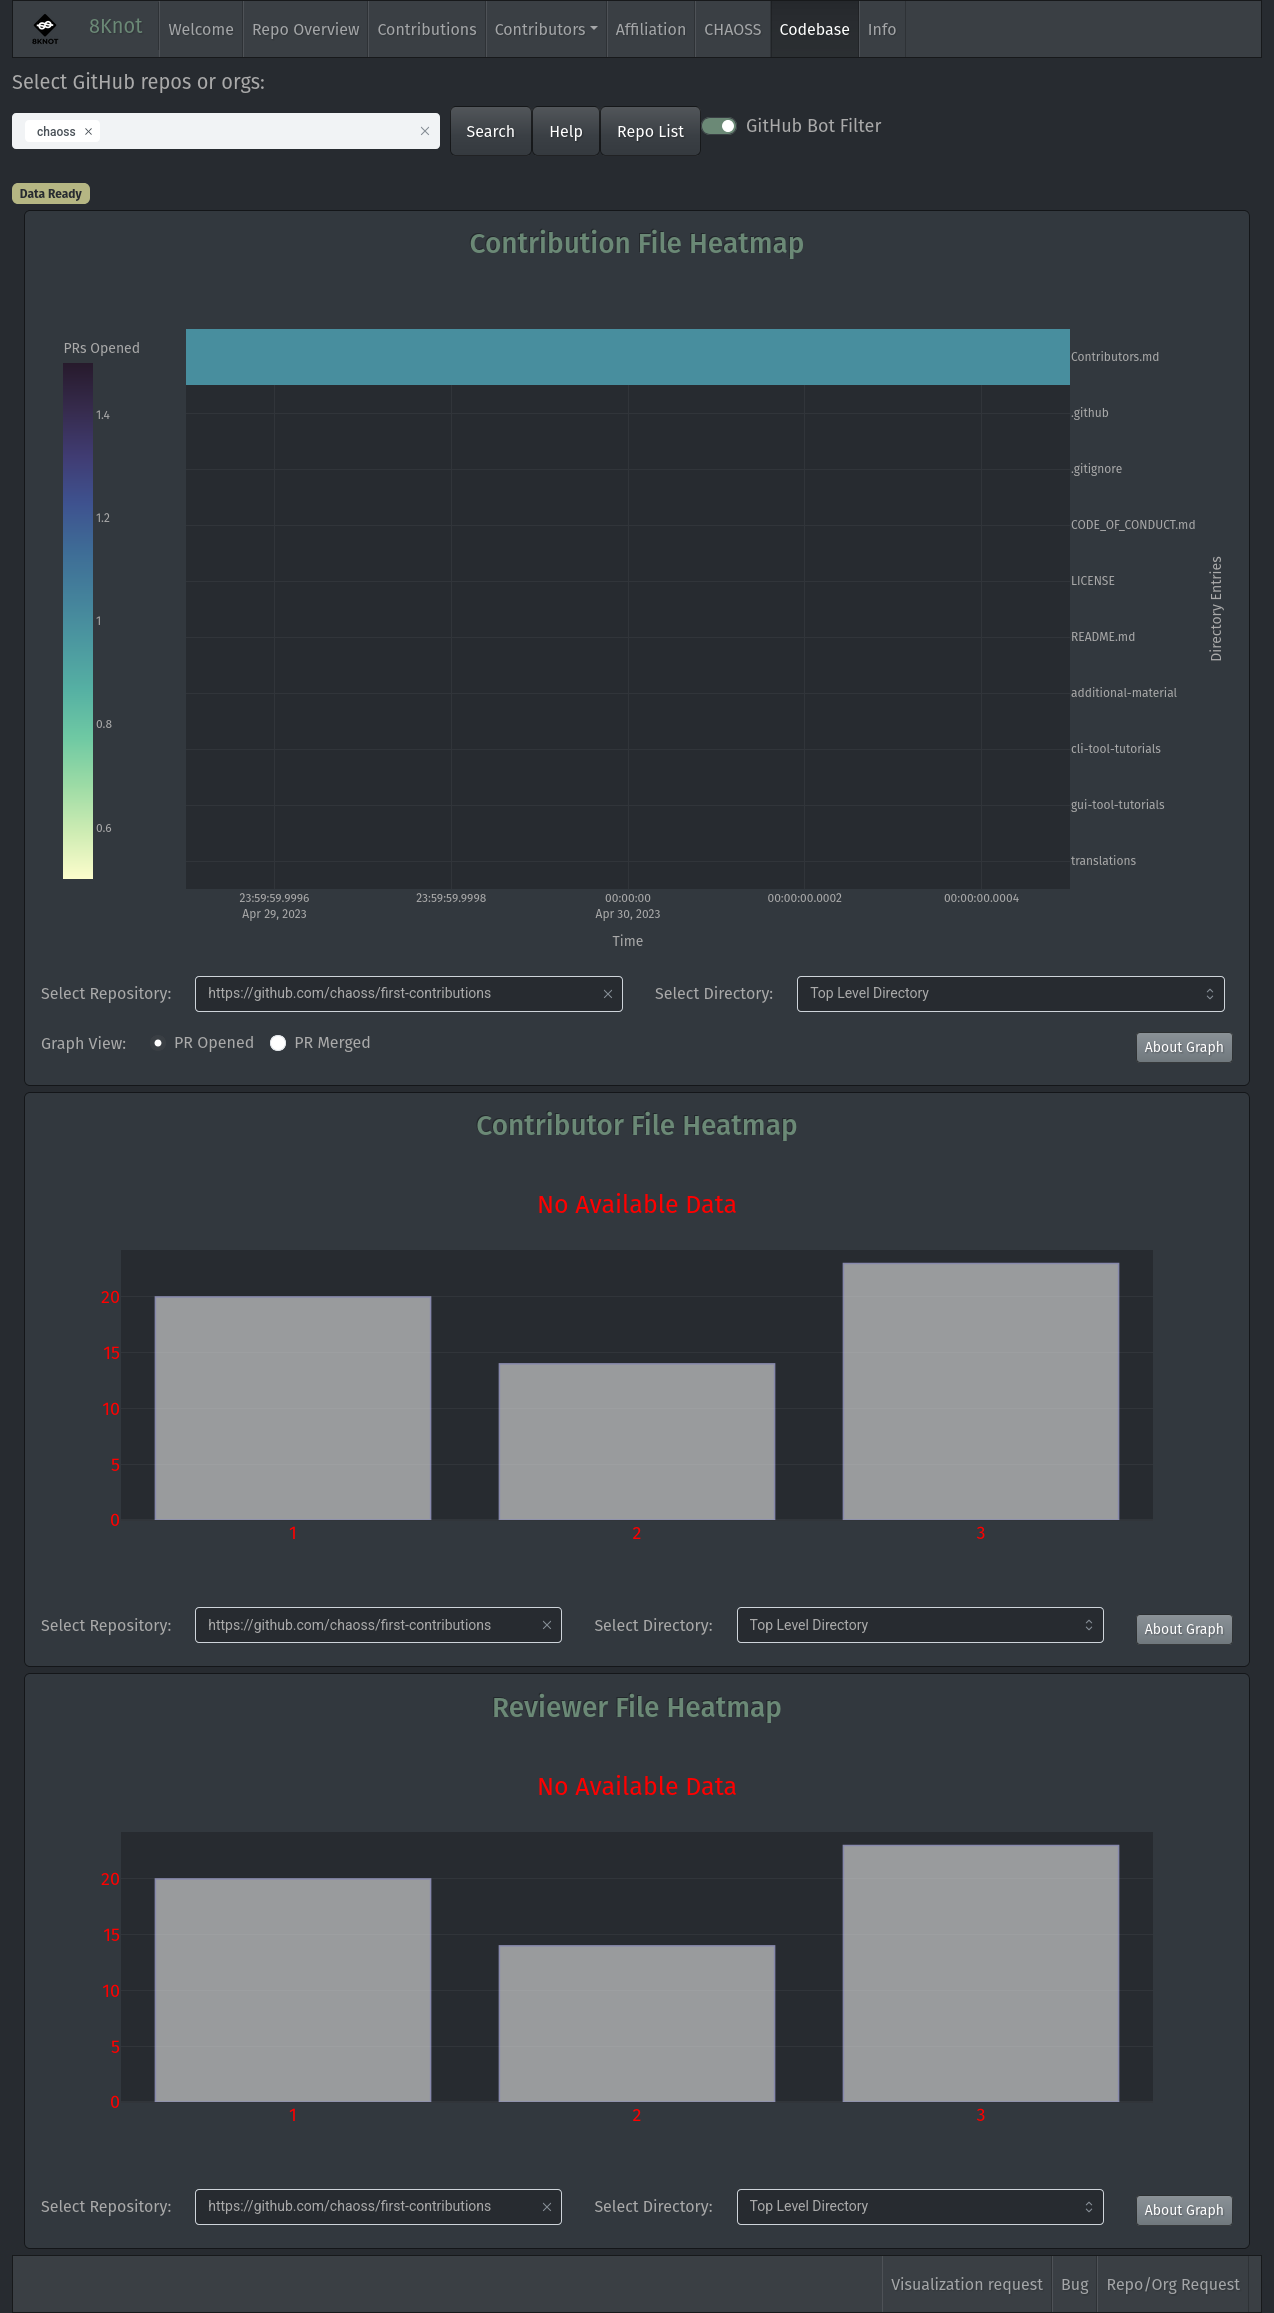 8KNOT
8Knot
Welcome
Repo Overview
Contributions
Contributors
Affiliation
CHAOSS
Codebase
Info
Select GitHub repos or orgs:
chaoss ×
×
Search
Help
Repo List
GitHub Bot Filter
Data Ready
Contribution File Heatmap
PRs Opened
1.4
1.2
1
0.8
0.6
Contributors.md
.github
.gitignore
CODE_OF_CONDUCT.md
LICENSE
README.md
additional-material
cli-tool-tutorials
gui-tool-tutorials
translations
Directory Entries
23:59:59.9996
Apr 29, 2023
23:59:59.9998
00:00:00
Apr 30, 2023
00:00:00.0002
00:00:00.0004
Time
Select Repository:
https://github.com/chaoss/first-contributions ×
Select Directory:
Top Level Directory
Graph View:
PR Opened
PR Merged
About Graph
Contributor File Heatmap
No Available Data
20
15
10
5
0
1
2
3
Select Repository:
https://github.com/chaoss/first-contributions ×
Select Directory:
Top Level Directory
About Graph
Reviewer File Heatmap
No Available Data
20
15
10
5
0
1
2
3
Select Repository:
https://github.com/chaoss/first-contributions ×
Select Directory:
Top Level Directory
About Graph
Visualization request
Bug
Repo/Org Request